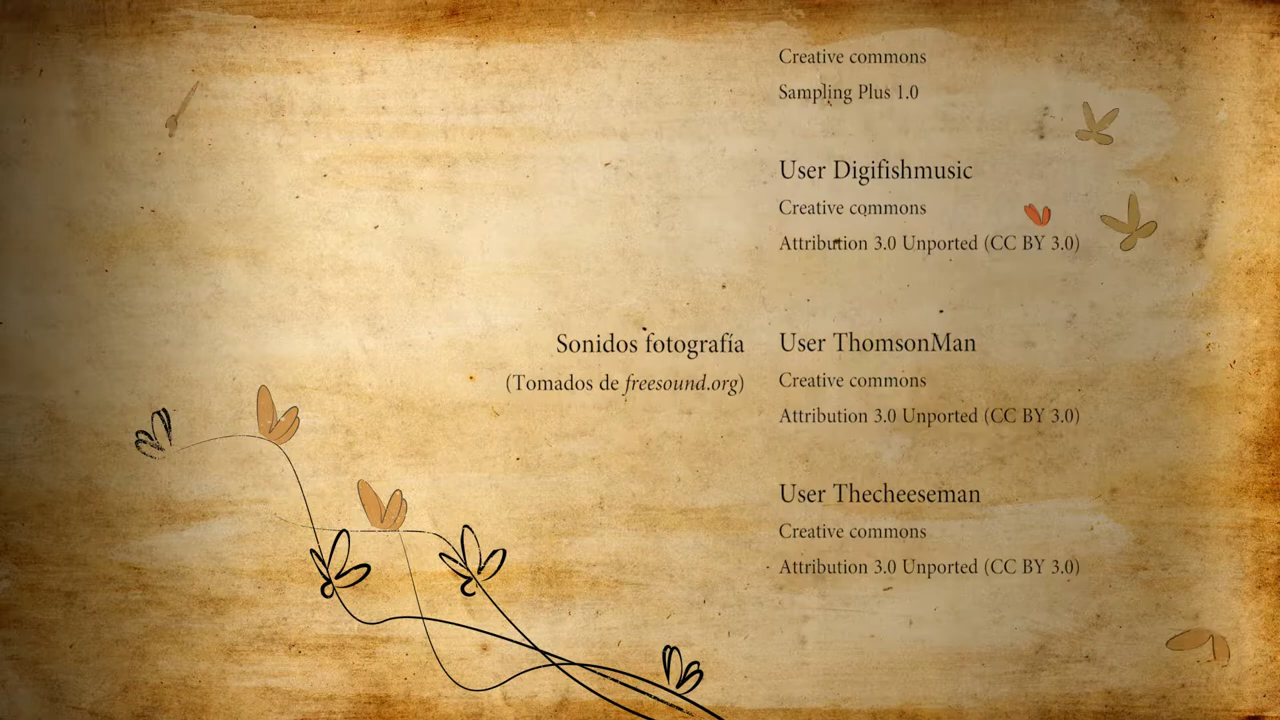 Creative commons
Sampling Plus 1.0
User Digifishmusic
Creative commons
Attribution 3.0 Unported (CC BY 3.0)
Sonidos fotografía
(Tomados de freesound.org)
User ThomsonMan
Creative commons
Attribution 3.0 Unported (CC BY 3.0)
User Thecheeseman
Creative commons
Attribution 3.0 Unported (CC BY 3.0)